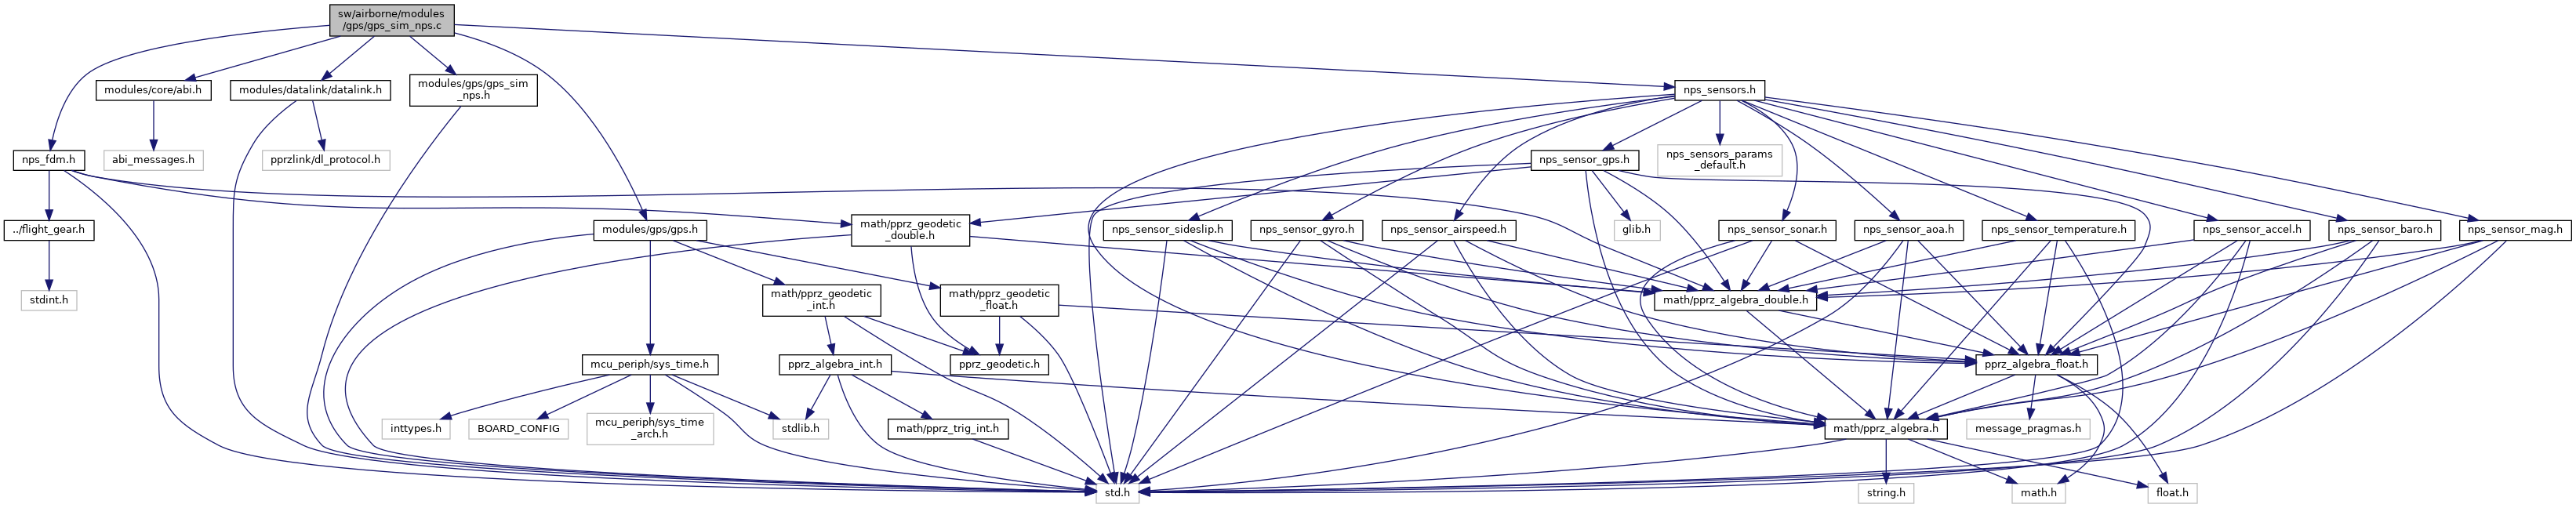 sw/airborne/modules
/gps/gps_sim_nps.c
modules/core/abi.h
modules/datalink/datalink.h
modules/gps/gps_sim
_nps.h
nps_sensors.h
nps_fdm.h
abi_messages.h
pprzlink/dl_protocol.h
nps_sensor_gps.h
nps_sensors_params
_default.h
../flight_gear.h
modules/gps/gps.h
math/pprz_geodetic
_double.h
nps_sensor_sideslip.h
nps_sensor_gyro.h
nps_sensor_airspeed.h
glib.h
nps_sensor_sonar.h
nps_sensor_aoa.h
nps_sensor_temperature.h
nps_sensor_accel.h
nps_sensor_baro.h
nps_sensor_mag.h
stdint.h
math/pprz_geodetic
_int.h
math/pprz_geodetic
_float.h
math/pprz_algebra_double.h
mcu_periph/sys_time.h
pprz_algebra_int.h
pprz_geodetic.h
pprz_algebra_float.h
inttypes.h
BOARD_CONFIG
mcu_periph/sys_time
_arch.h
stdlib.h
math/pprz_trig_int.h
math/pprz_algebra.h
message_pragmas.h
std.h
string.h
math.h
float.h